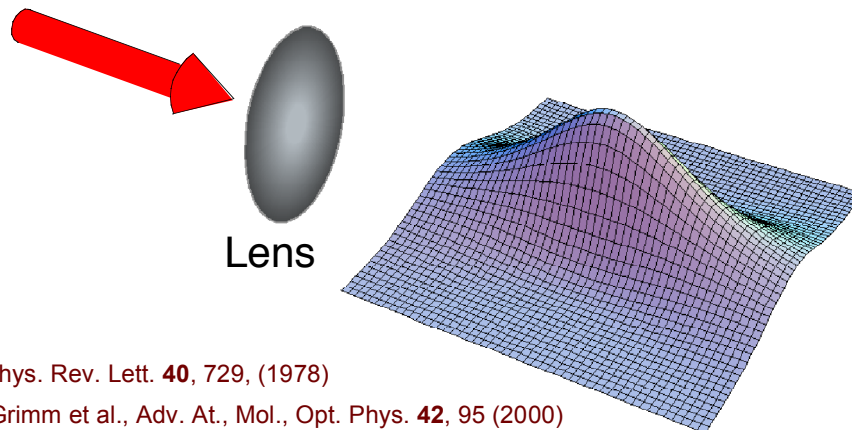 Lens
hys. Rev. Lett. 40, 729, (1978)
Grimm et al., Adv. At., Mol., Opt. Phys. 42, 95 (2000)